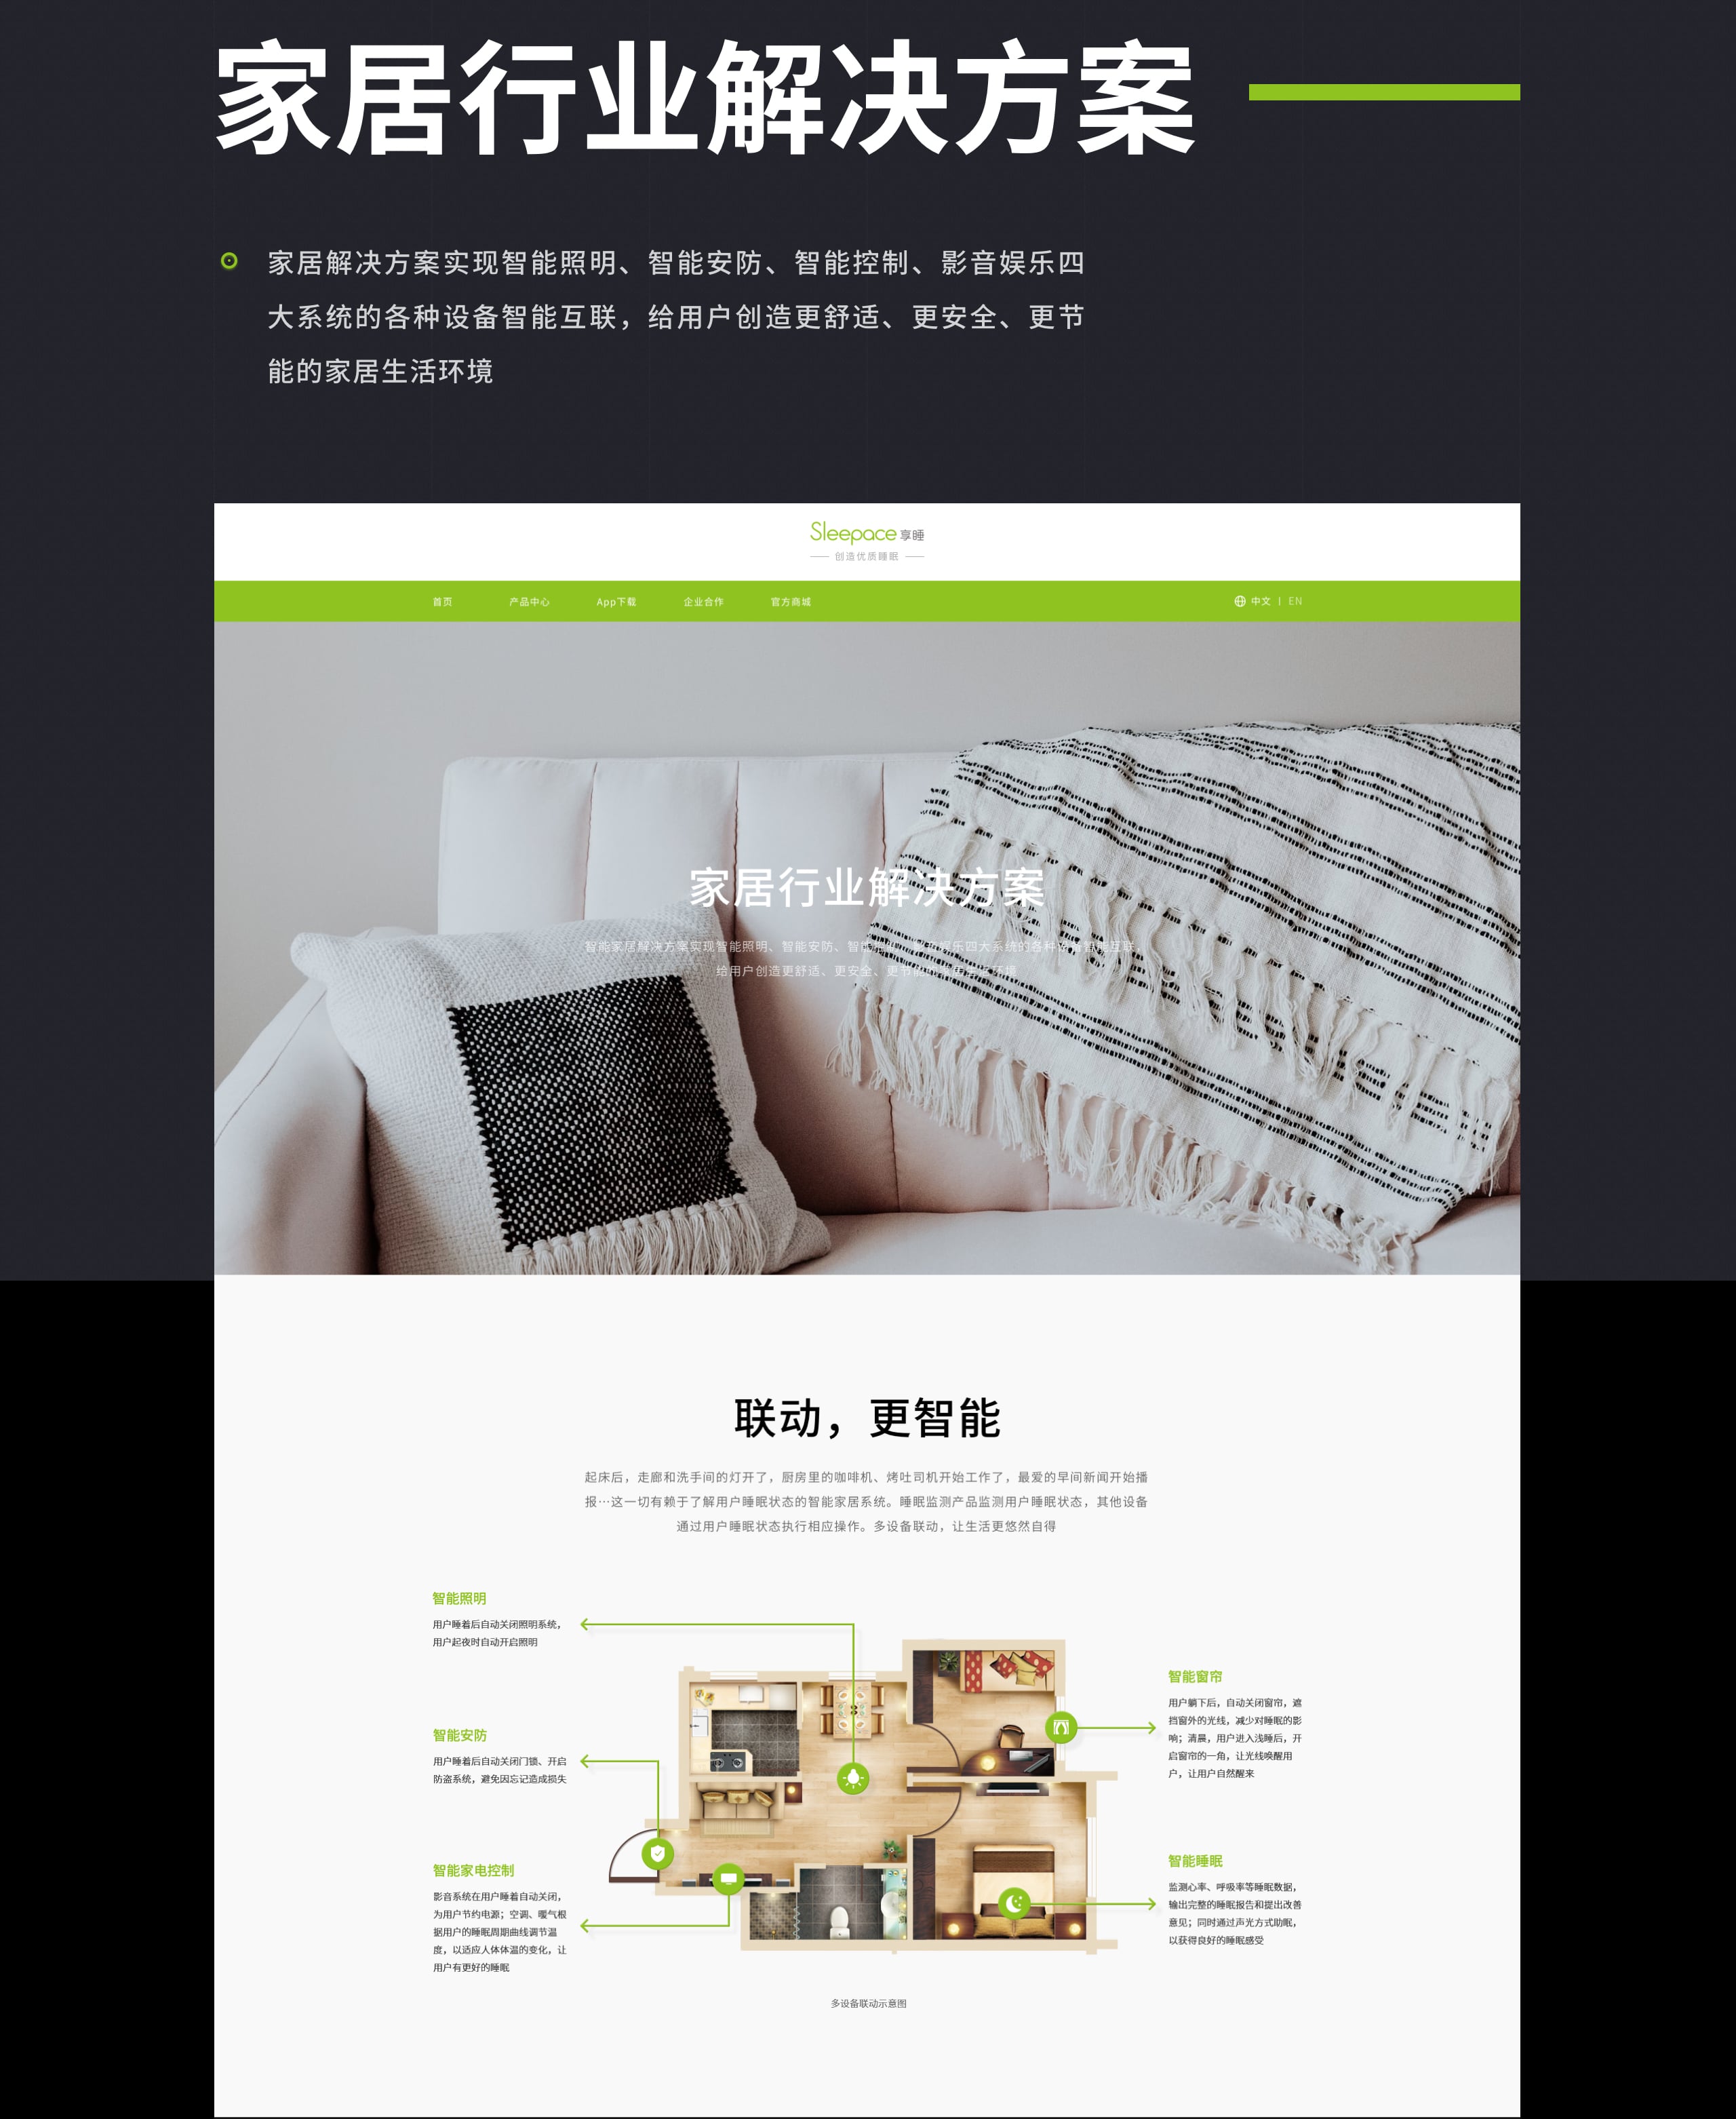 家居行业解决方案
家居解决方案实现智能照明、智能安防、智能控制、影音娱乐四
大系统的各种设备智能互联，给用户创造更舒适、更安全、更节
能的家居生活环境
Sleepace 享睡
创造优质睡眠
首页 产品中心 App下载 企业合作 官方商城 中文 | EN
家居行业解决方案
智能家居解决方案实现智能照明、智能安防、智能控制、影音娱乐四大系统的各种设备智能互联，
给用户创造更舒适、更安全、更节能的家居生活环境
联动，更智能
起床后，走廊和洗手间的灯开了，厨房里的咖啡机、烤吐司机开始工作了，最爱的早间新闻开始播
报…这一切有赖于了解用户睡眠状态的智能家居系统。睡眠监测产品监测用户睡眠状态，其他设备
通过用户睡眠状态执行相应操作。多设备联动，让生活更悠然自得
智能照明
用户睡着后自动关闭照明系统，
用户起夜时自动开启照明
智能安防
用户睡着后自动关闭门锁、开启
防盗系统，避免因忘记造成损失
智能家电控制
影音系统在用户睡着自动关闭，
为用户节约电源；空调、暖气根
据用户的睡眠周期曲线调节温
度，以适应人体体温的变化，让
用户有更好的睡眠
智能窗帘
用户躺下后，自动关闭窗帘，遮
挡窗外的光线，减少对睡眠的影
响；清晨，用户进入浅睡后，开
启窗帘的一角，让光线唤醒用
户，让用户自然醒来
智能睡眠
监测心率、呼吸率等睡眠数据，
输出完整的睡眠报告和提出改善
意见；同时通过声光方式助眠，
以获得良好的睡眠感受
多设备联动示意图